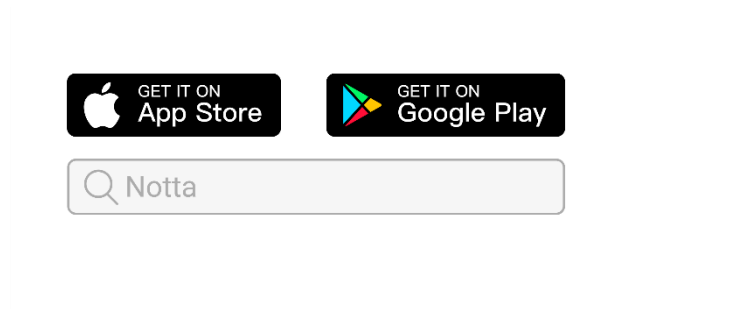 GET IT ON
App Store
GET IT ON
Google Play
Notta